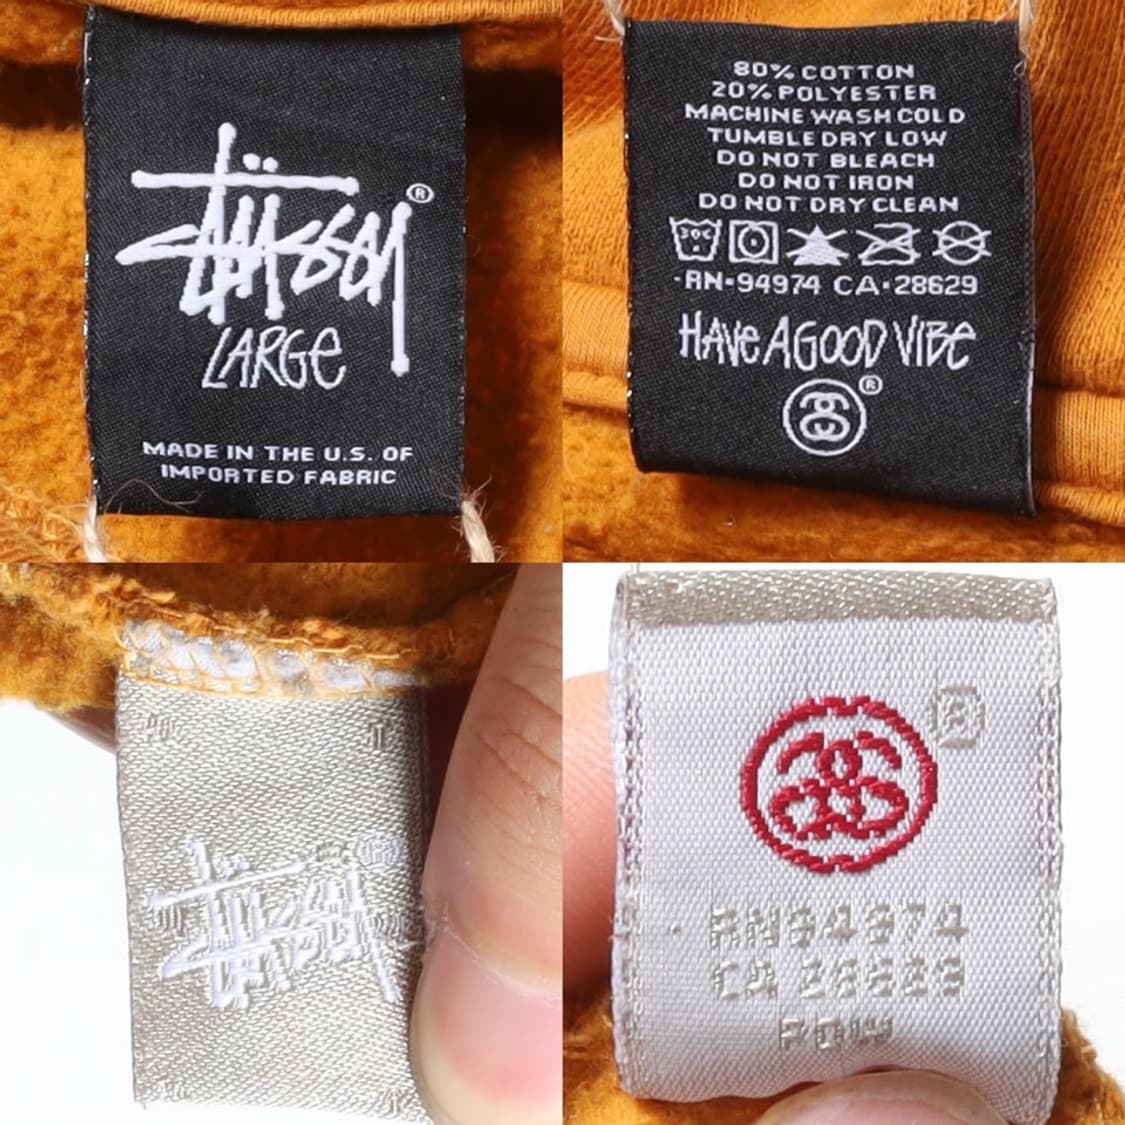 Stüssy ®
LARGE
MADE IN THE U.S. OF
IMPORTED FABRIC
80% COTTON
20% POLYESTER
MACHINE WASH COLD
TUMBLE DRY LOW
DO NOT BLEACH
DO NOT IRON
DO NOT DRY CLEAN
30C
RN-94974 CA-28629
HAVE A GOOD VIBE
®
Stüssy ®
®
RN94974
CA 28629